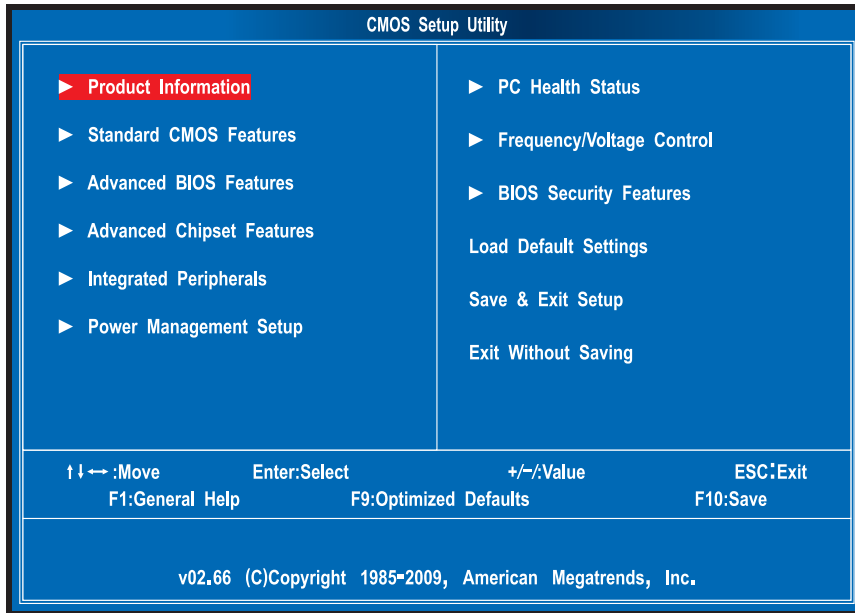 CMOS Setup Utility
► Product Information
► Standard CMOS Features
► Advanced BIOS Features
► Advanced Chipset Features
► Integrated Peripherals
► Power Management Setup
► PC Health Status
► Frequency/Voltage Control
► BIOS Security Features
Load Default Settings
Save & Exit Setup
Exit Without Saving
↑↓←→ :Move Enter:Select +/-/:Value ESC:Exit
F1:General Help F9:Optimized Defaults F10:Save
v02.66 (C)Copyright 1985-2009, American Megatrends, Inc.